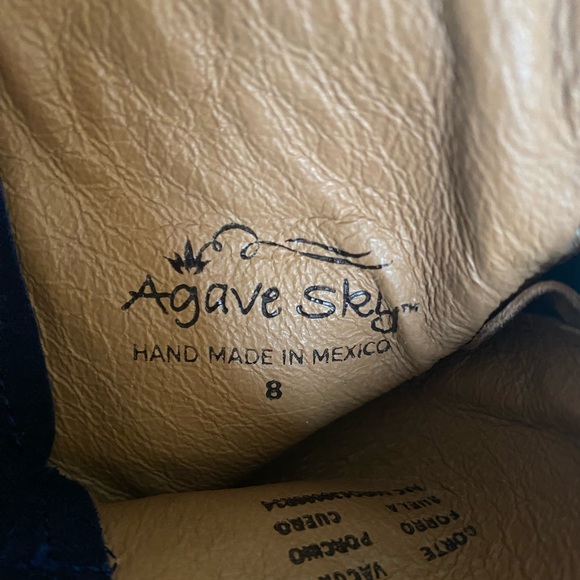 Agave Sky™
HAND MADE IN MEXICO
8
CORTE
FORRO PORCINO
SUELA CUERO